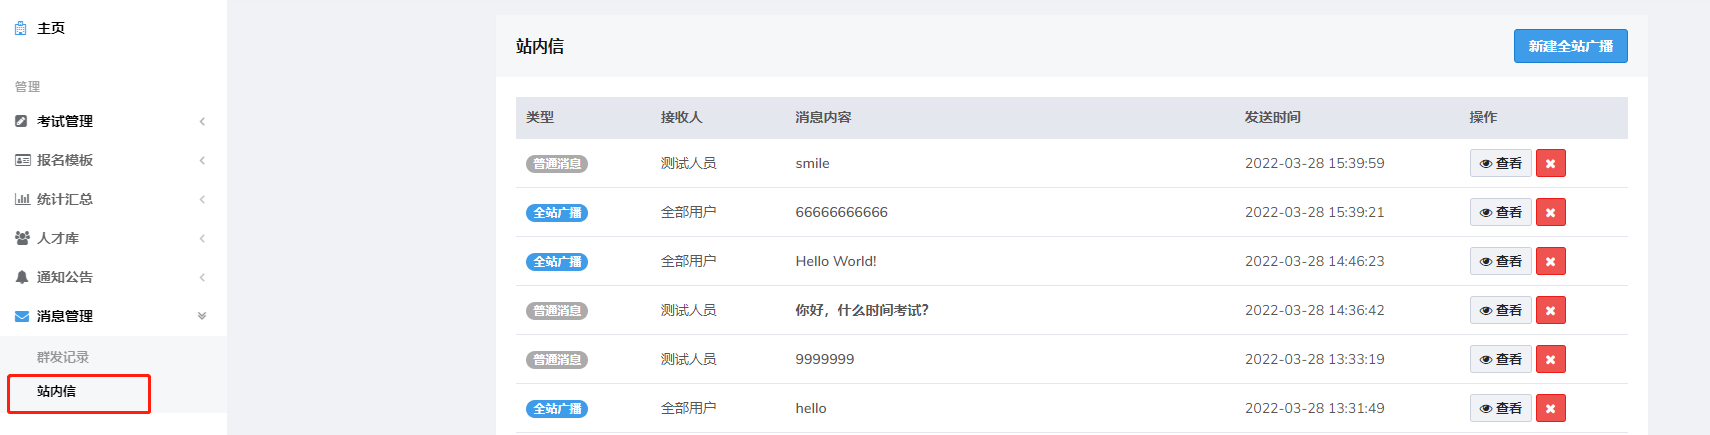 主页
管理
考试管理
报名模板
统计汇总
人才库
通知公告
消息管理
群发记录
站内信
站内信 新建全站广播
类型 接收人 消息内容 发送时间 操作
普通消息 测试人员 smile 2022-03-28 15:39:59 查看
全站广播 全部用户 66666666666 2022-03-28 15:39:21 查看
全站广播 全部用户 Hello World! 2022-03-28 14:46:23 查看
普通消息 测试人员 你好，什么时间考试? 2022-03-28 14:36:42 查看
普通消息 测试人员 9999999 2022-03-28 13:33:19 查看
全站广播 全部用户 hello 2022-03-28 13:31:49 查看